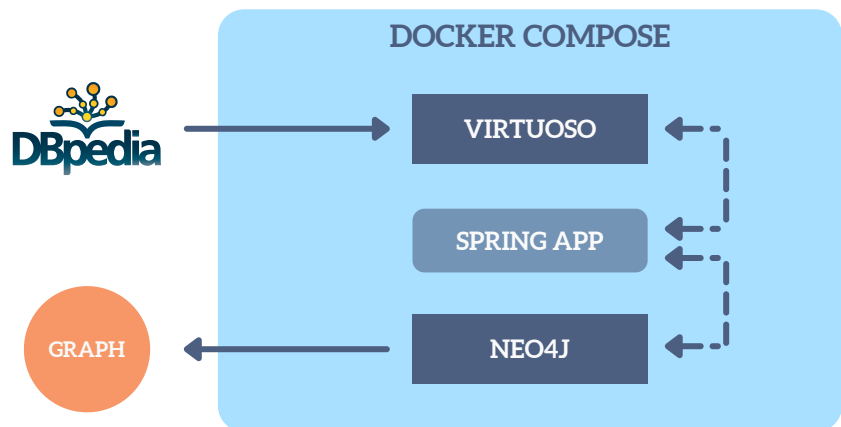 DOCKER COMPOSE
DBpedia
VIRTUOSO
SPRING APP
GRAPH
NEO4J